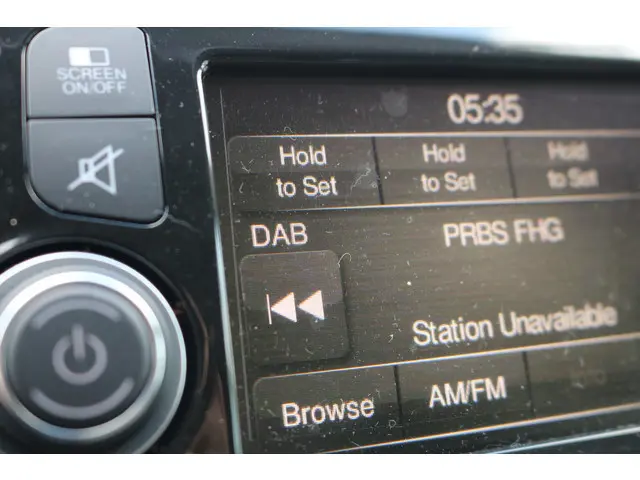 SCREEN
ON/OFF
05:35
Hold
to Set
Hold
to Set
Hold
to Set
DAB
PRBS FHG
Station Unavailable
Browse
AM/FM